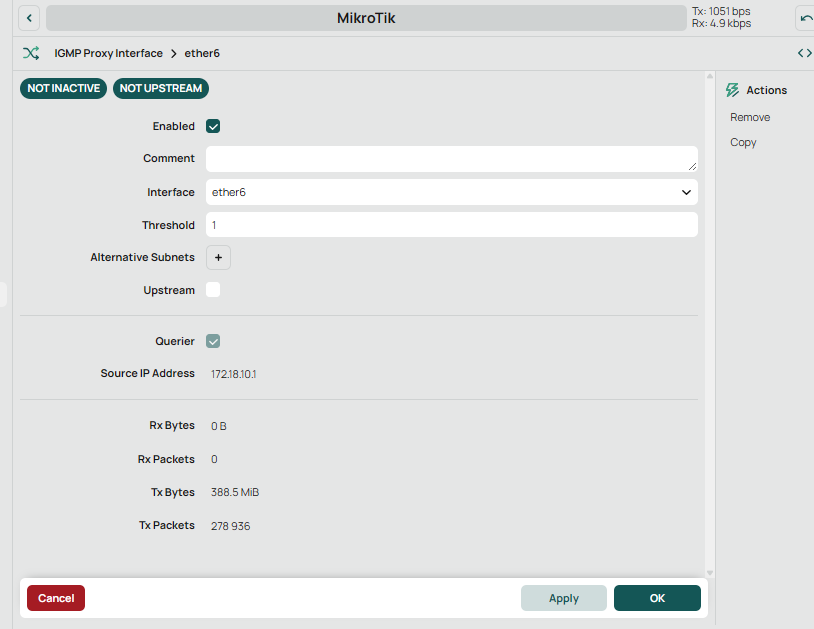 MikroTik
Tx: 1051 bps
Rx: 4.9 kbps
IGMP Proxy Interface > ether6
NOT INACTIVE NOT UPSTREAM
Actions
Remove
Copy
Enabled
Comment
Interface ether6
Threshold 1
Alternative Subnets +
Upstream
Querier
Source IP Address 172.18.10.1
Rx Bytes 0 B
Rx Packets 0
Tx Bytes 388.5 MiB
Tx Packets 278 936
Cancel Apply OK